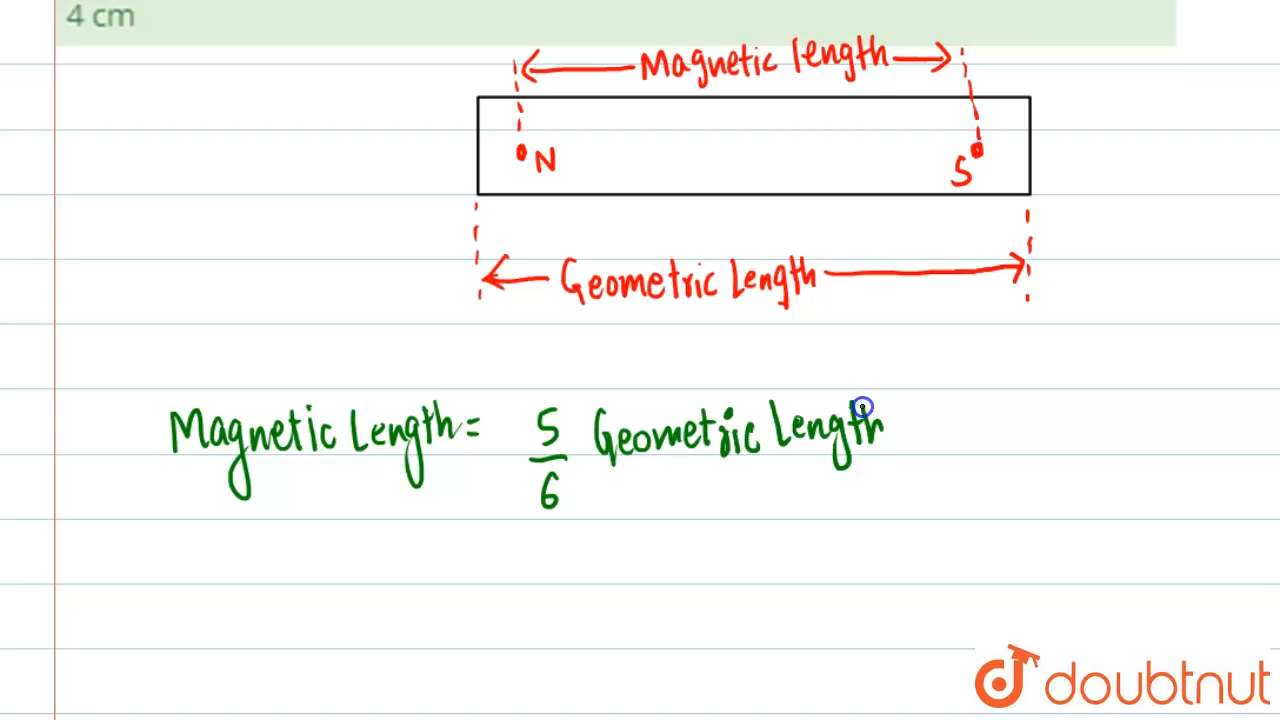 4 cm
Magnetic length
N
S
Geometric Length
Magnetic Length = 5/6 Geometric Length
doubtnut